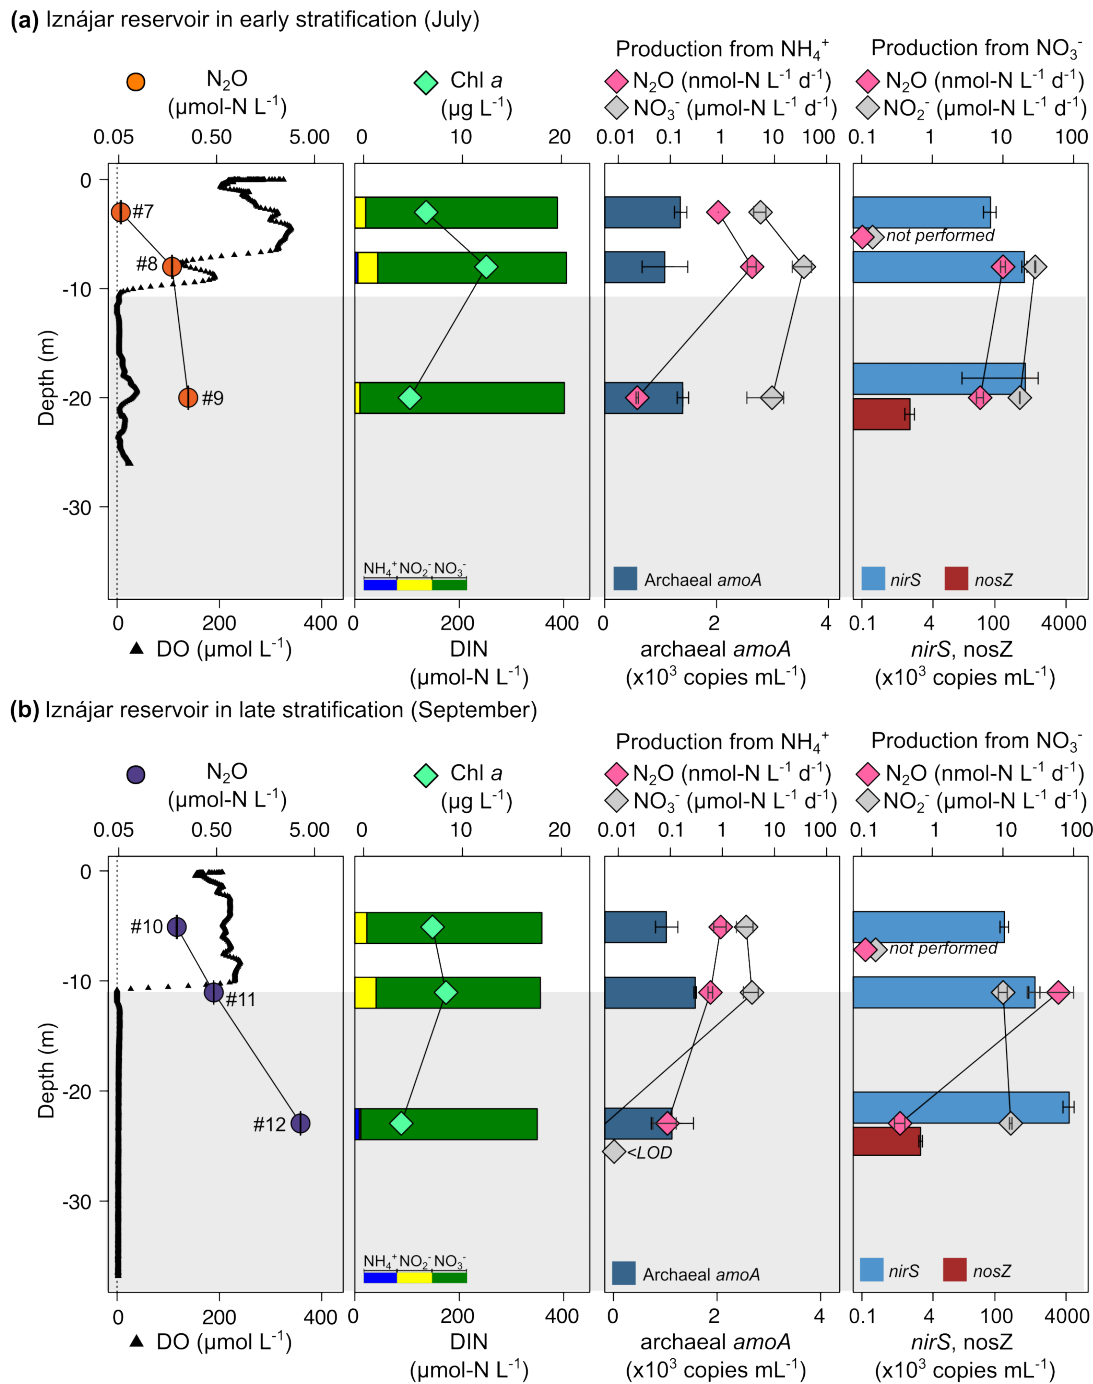 (a) Iznájar reservoir in early stratification (July)
N₂O
(µmol-N L⁻¹)
Chl a
(µg L⁻¹)
Production from NH₄⁺
N₂O (nmol-N L⁻¹ d⁻¹)
NO₃⁻ (µmol-N L⁻¹ d⁻¹)
Production from NO₃⁻
N₂O (nmol-N L⁻¹ d⁻¹)
NO₂⁻ (µmol-N L⁻¹ d⁻¹)
0.05 0.50 5.00
0 10 20
0.01 0.1 1 10 100
0.1 1 10 100
0
-10
-20
-30
Depth (m)
#7
#8
#9
not performed
NH₄⁺ NO₂⁻ NO₃⁻
Archaeal amoA
nirS nosZ
0 200 400
DO (µmol L⁻¹)
0 200 400
DIN
(µmol-N L⁻¹)
0 2 4
archaeal amoA
(x10³ copies mL⁻¹)
0.1 4 100 4000
nirS, nosZ
(x10³ copies mL⁻¹)
(b) Iznájar reservoir in late stratification (September)
N₂O
(µmol-N L⁻¹)
Chl a
(µg L⁻¹)
Production from NH₄⁺
N₂O (nmol-N L⁻¹ d⁻¹)
NO₃⁻ (µmol-N L⁻¹ d⁻¹)
Production from NO₃⁻
N₂O (nmol-N L⁻¹ d⁻¹)
NO₂⁻ (µmol-N L⁻¹ d⁻¹)
0.05 0.50 5.00
0 10 20
0.01 0.1 1 10 100
0.1 1 10 100
0
-10
-20
-30
Depth (m)
#10
#11
#12
not performed
<LOD
NH₄⁺ NO₂⁻ NO₃⁻
Archaeal amoA
nirS nosZ
0 200 400
DO (µmol L⁻¹)
0 200 400
DIN
(µmol-N L⁻¹)
0 2 4
archaeal amoA
(x10³ copies mL⁻¹)
0.1 4 100 4000
nirS, nosZ
(x10³ copies mL⁻¹)